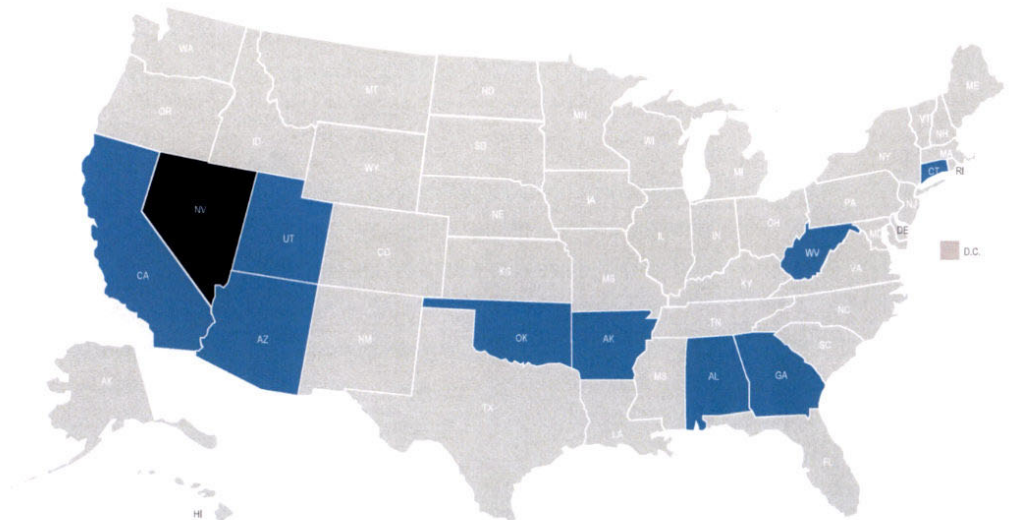 WA
ME
MT
ND
VT
OR
MN
NH
ID
SD
WI
NY
MA
WY
MI
CT
RI
IA
PA
NV
NE
NJ
OH
UT
IL
IN
DE
CO
WV
MD
D.C.
CA
KS
MO
VA
KY
NC
TN
AZ
NM
OK
AK
SC
AL
GA
MS
AK
TX
LA
FL
HI